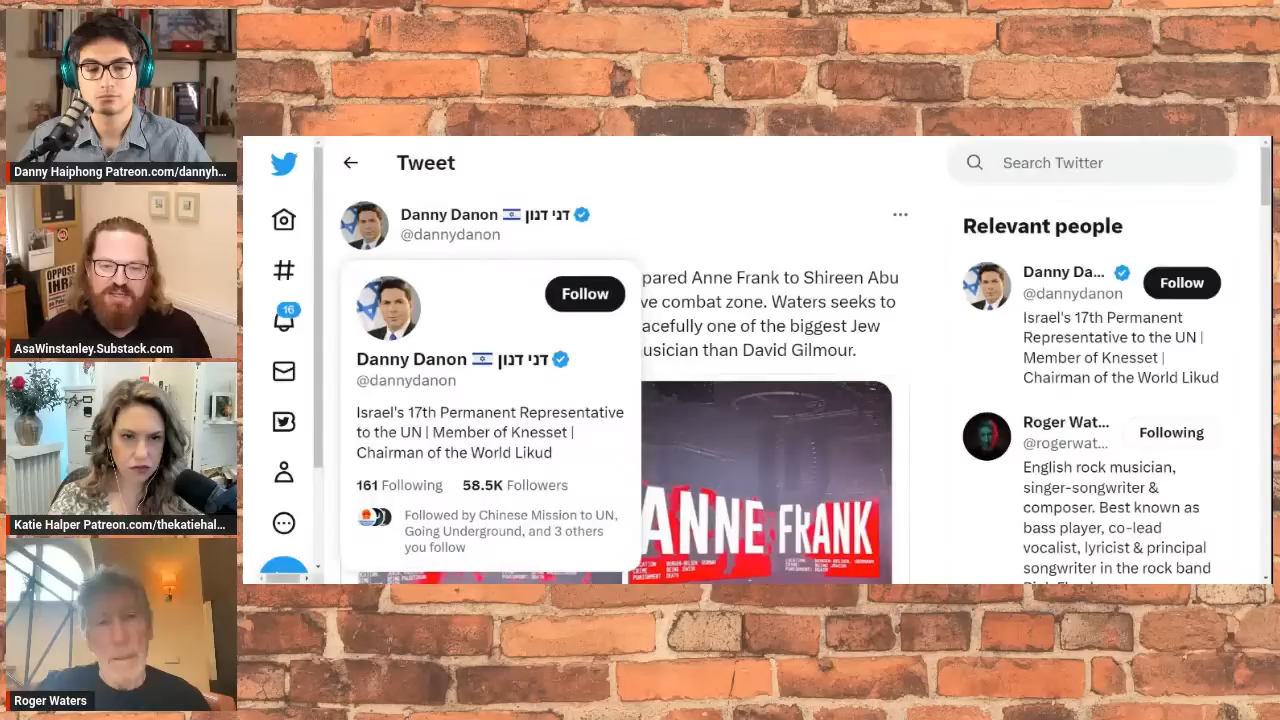 Danny Haiphong Patreon.com/dannyh...
OPPOSE
IHR
AsaWinstanley.Substack.com
Katie Halper Patreon.com/thekatiehal...
Roger Waters
16
Tweet
Search Twitter
Danny Danon 🇮🇱 דני דנון
@dannydanon
pared Anne Frank to Shireen Abu
ve combat zone. Waters seeks to
acefully one of the biggest Jew
usician than David Gilmour.
Follow
Danny Danon 🇮🇱 דני דנון
@dannydanon
Israel's 17th Permanent Representative
to the UN | Member of Knesset |
Chairman of the World Likud
161 Following 58.5K Followers
Followed by Chinese Mission to UN,
Going Underground, and 3 others
you follow
ANNE FRANK
Relevant people
Danny Da...
@dannydanon
Follow
Israel's 17th Permanent
Representative to the UN |
Member of Knesset |
Chairman of the World Likud
Roger Wat...
@rogerwat...
Following
English rock musician,
singer-songwriter &
composer. Best known as
bass player, co-lead
vocalist, lyricist & principal
songwriter in the rock band